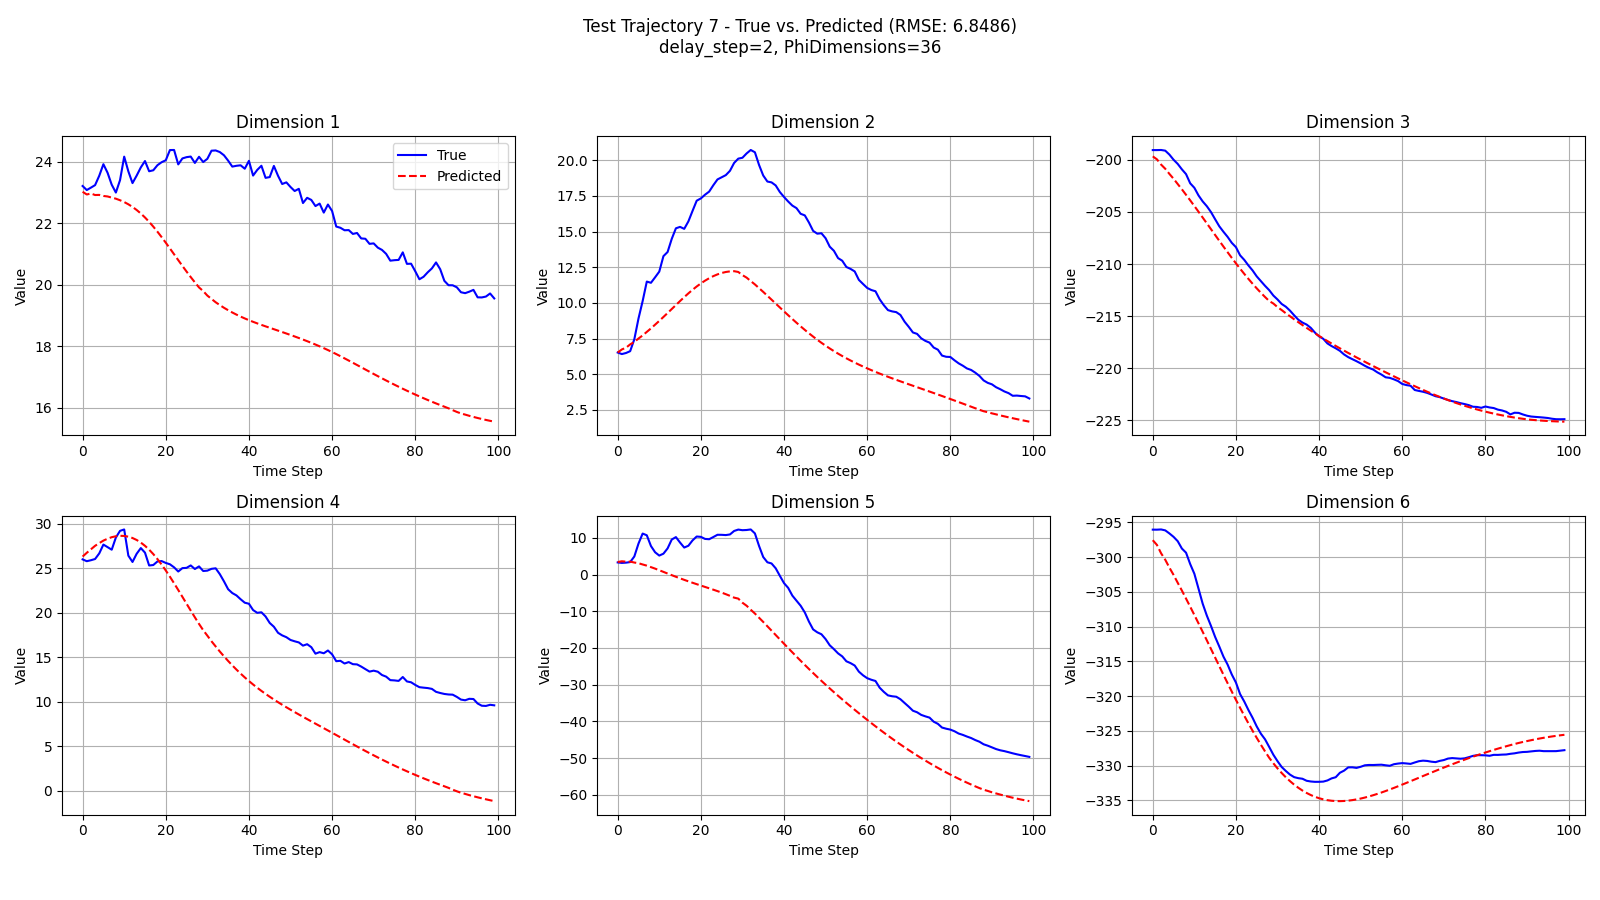 Test Trajectory 7 - True vs. Predicted (RMSE: 6.8486)
delay_step=2, PhiDimensions=36
Dimension 1
24
22
20
18
16
Value
0 20 40 60 80 100
Time Step
True
Predicted
Dimension 2
20.0
17.5
15.0
12.5
10.0
7.5
5.0
2.5
Value
0 20 40 60 80 100
Time Step
Dimension 3
−200
−205
−210
−215
−220
−225
Value
0 20 40 60 80 100
Time Step
Dimension 4
30
25
20
15
10
5
0
Value
0 20 40 60 80 100
Time Step
Dimension 5
10
0
−10
−20
−30
−40
−50
−60
Value
0 20 40 60 80 100
Time Step
Dimension 6
−295
−300
−305
−310
−315
−320
−325
−330
−335
Value
0 20 40 60 80 100
Time Step